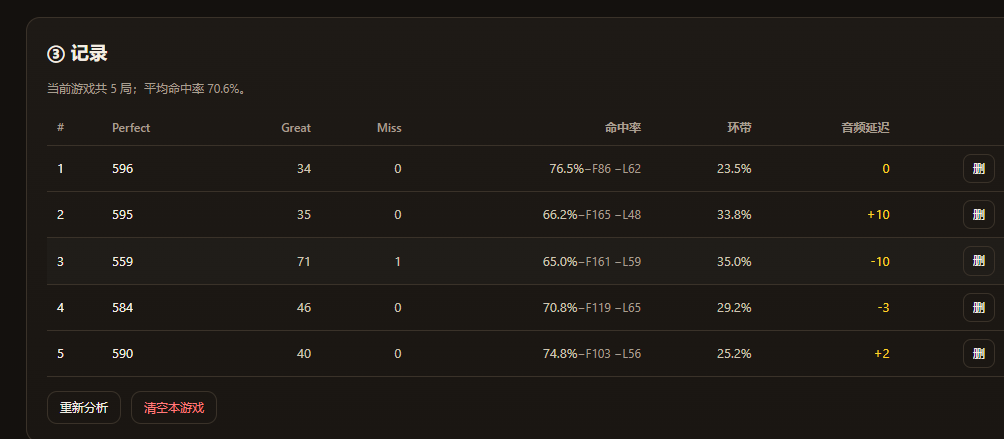 ③ 记录
当前游戏共 5 局；平均命中率 70.6%。
# Perfect Great Miss 命中率 环带 音频延迟
1 596 34 0 76.5%−F86 −L62 23.5% 0 删
2 595 35 0 66.2%−F165 −L48 33.8% +10 删
3 559 71 1 65.0%−F161 −L59 35.0% -10 删
4 584 46 0 70.8%−F119 −L65 29.2% -3 删
5 590 40 0 74.8%−F103 −L56 25.2% +2 删
重新分析 清空本游戏